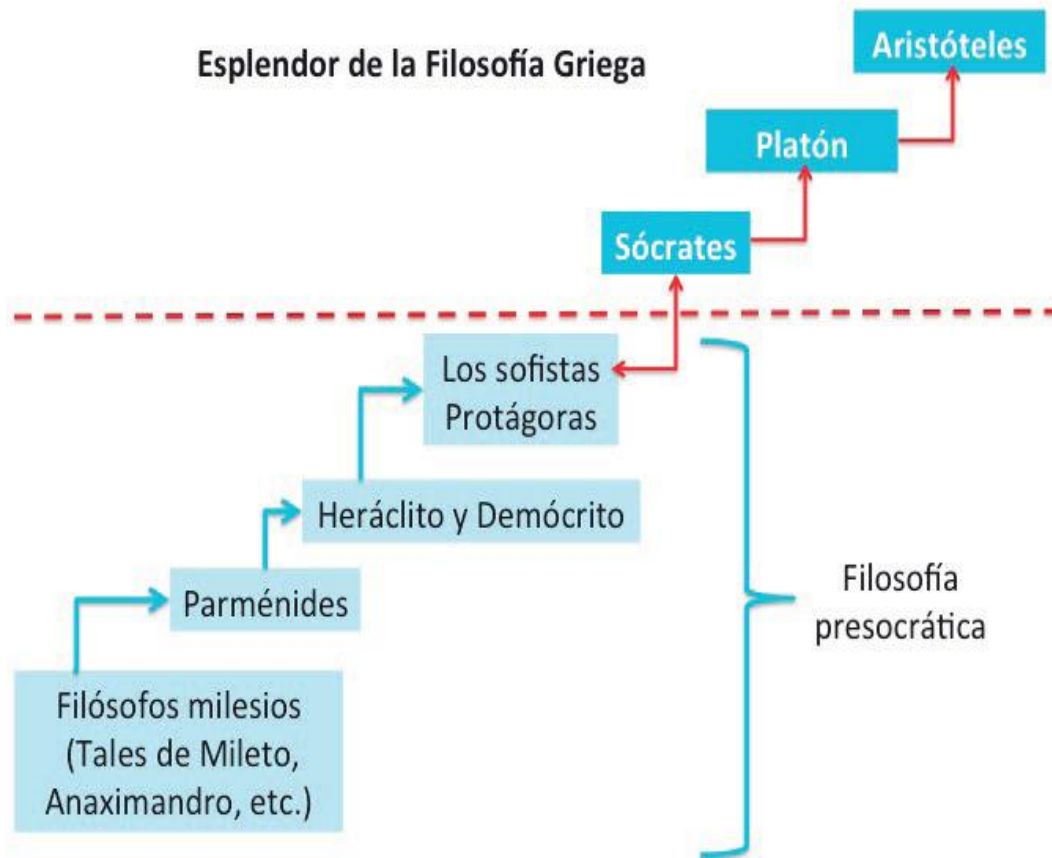 Esplendor de la Filosofía Griega
Aristóteles
Platón
Sócrates
Los sofistas
Protágoras
Heráclito y Demócrito
Parménides
Filósofos milesios
(Tales de Mileto,
Anaximandro, etc.)
Filosofía
presocrática